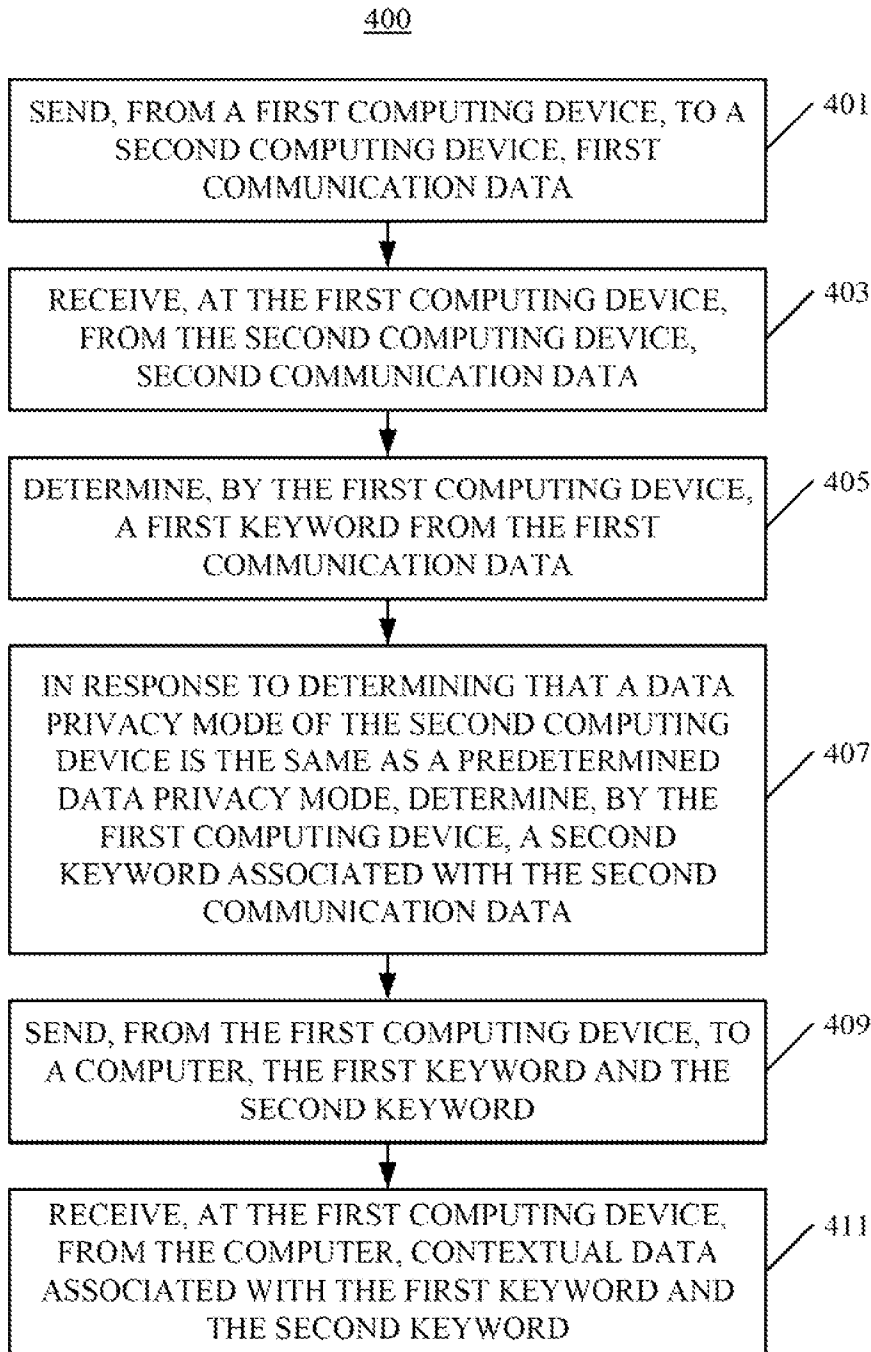 400
SEND, FROM A FIRST COMPUTING DEVICE, TO A
SECOND COMPUTING DEVICE, FIRST
COMMUNICATION DATA
401
RECEIVE, AT THE FIRST COMPUTING DEVICE,
FROM THE SECOND COMPUTING DEVICE,
SECOND COMMUNICATION DATA
403
DETERMINE, BY THE FIRST COMPUTING DEVICE,
A FIRST KEYWORD FROM THE FIRST
COMMUNICATION DATA
405
IN RESPONSE TO DETERMINING THAT A DATA
PRIVACY MODE OF THE SECOND COMPUTING
DEVICE IS THE SAME AS A PREDETERMINED
DATA PRIVACY MODE, DETERMINE, BY THE
FIRST COMPUTING DEVICE, A SECOND
KEYWORD ASSOCIATED WITH THE SECOND
COMMUNICATION DATA
407
SEND, FROM THE FIRST COMPUTING DEVICE, TO
A COMPUTER, THE FIRST KEYWORD AND THE
SECOND KEYWORD
409
RECEIVE, AT THE FIRST COMPUTING DEVICE,
FROM THE COMPUTER, CONTEXTUAL DATA
ASSOCIATED WITH THE FIRST KEYWORD AND
THE SECOND KEYWORD
411